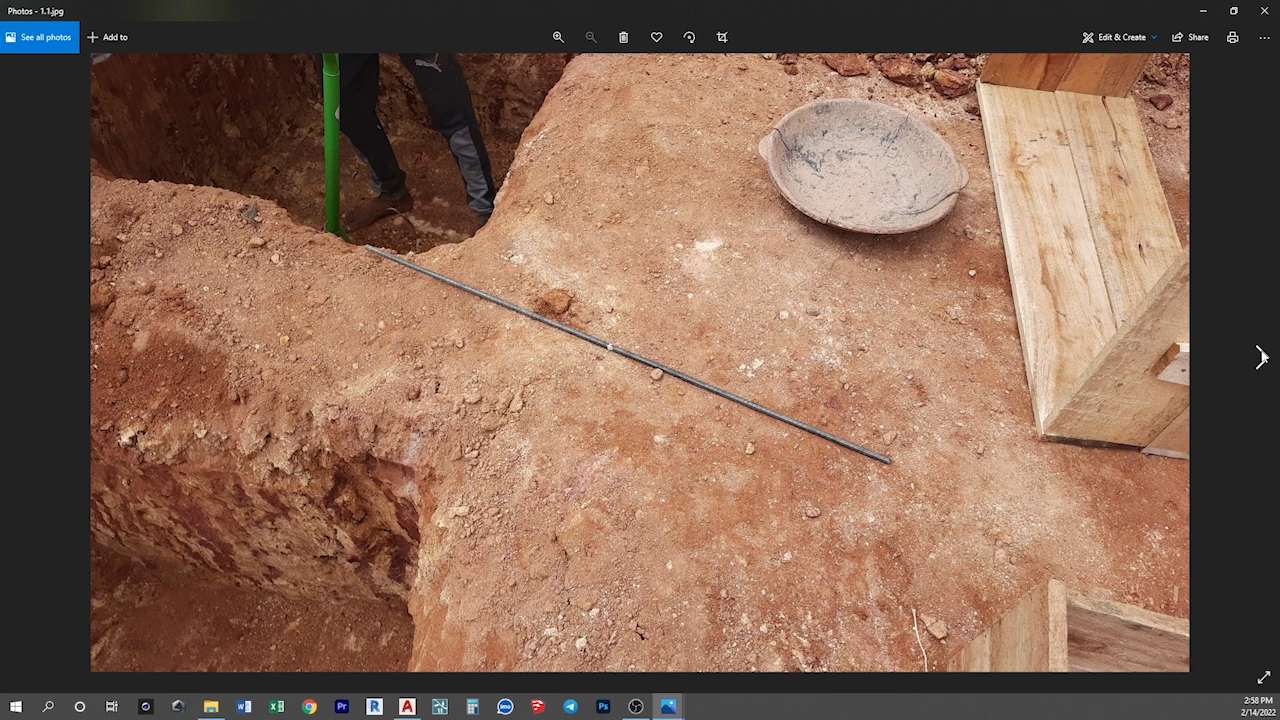 Photos - 1.1.jpg
See all photos
Add to
Edit & Create
Share
2:58 PM
2/14/2022